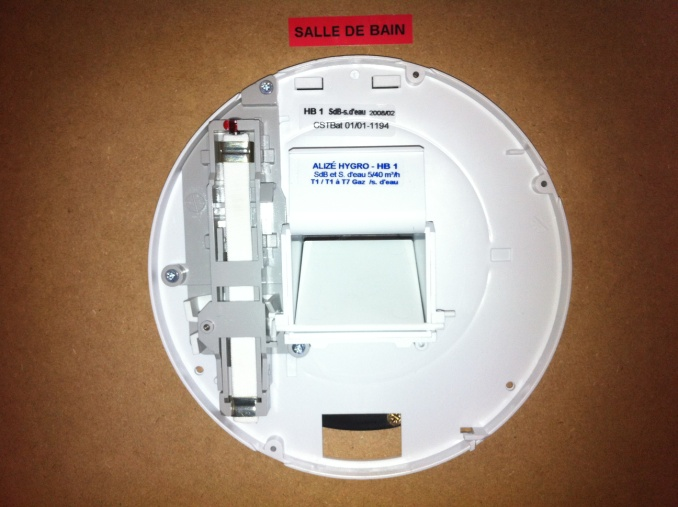 SALLE DE BAIN
HB 1 SdB-s.d'eau 2008/02
CSTBat 01/01-1194
ALIZÉ HYGRO - HB 1
SdB et S. d'eau 5/40 m³/h
T1 / T1 à T7 Gaz /s. d'eau